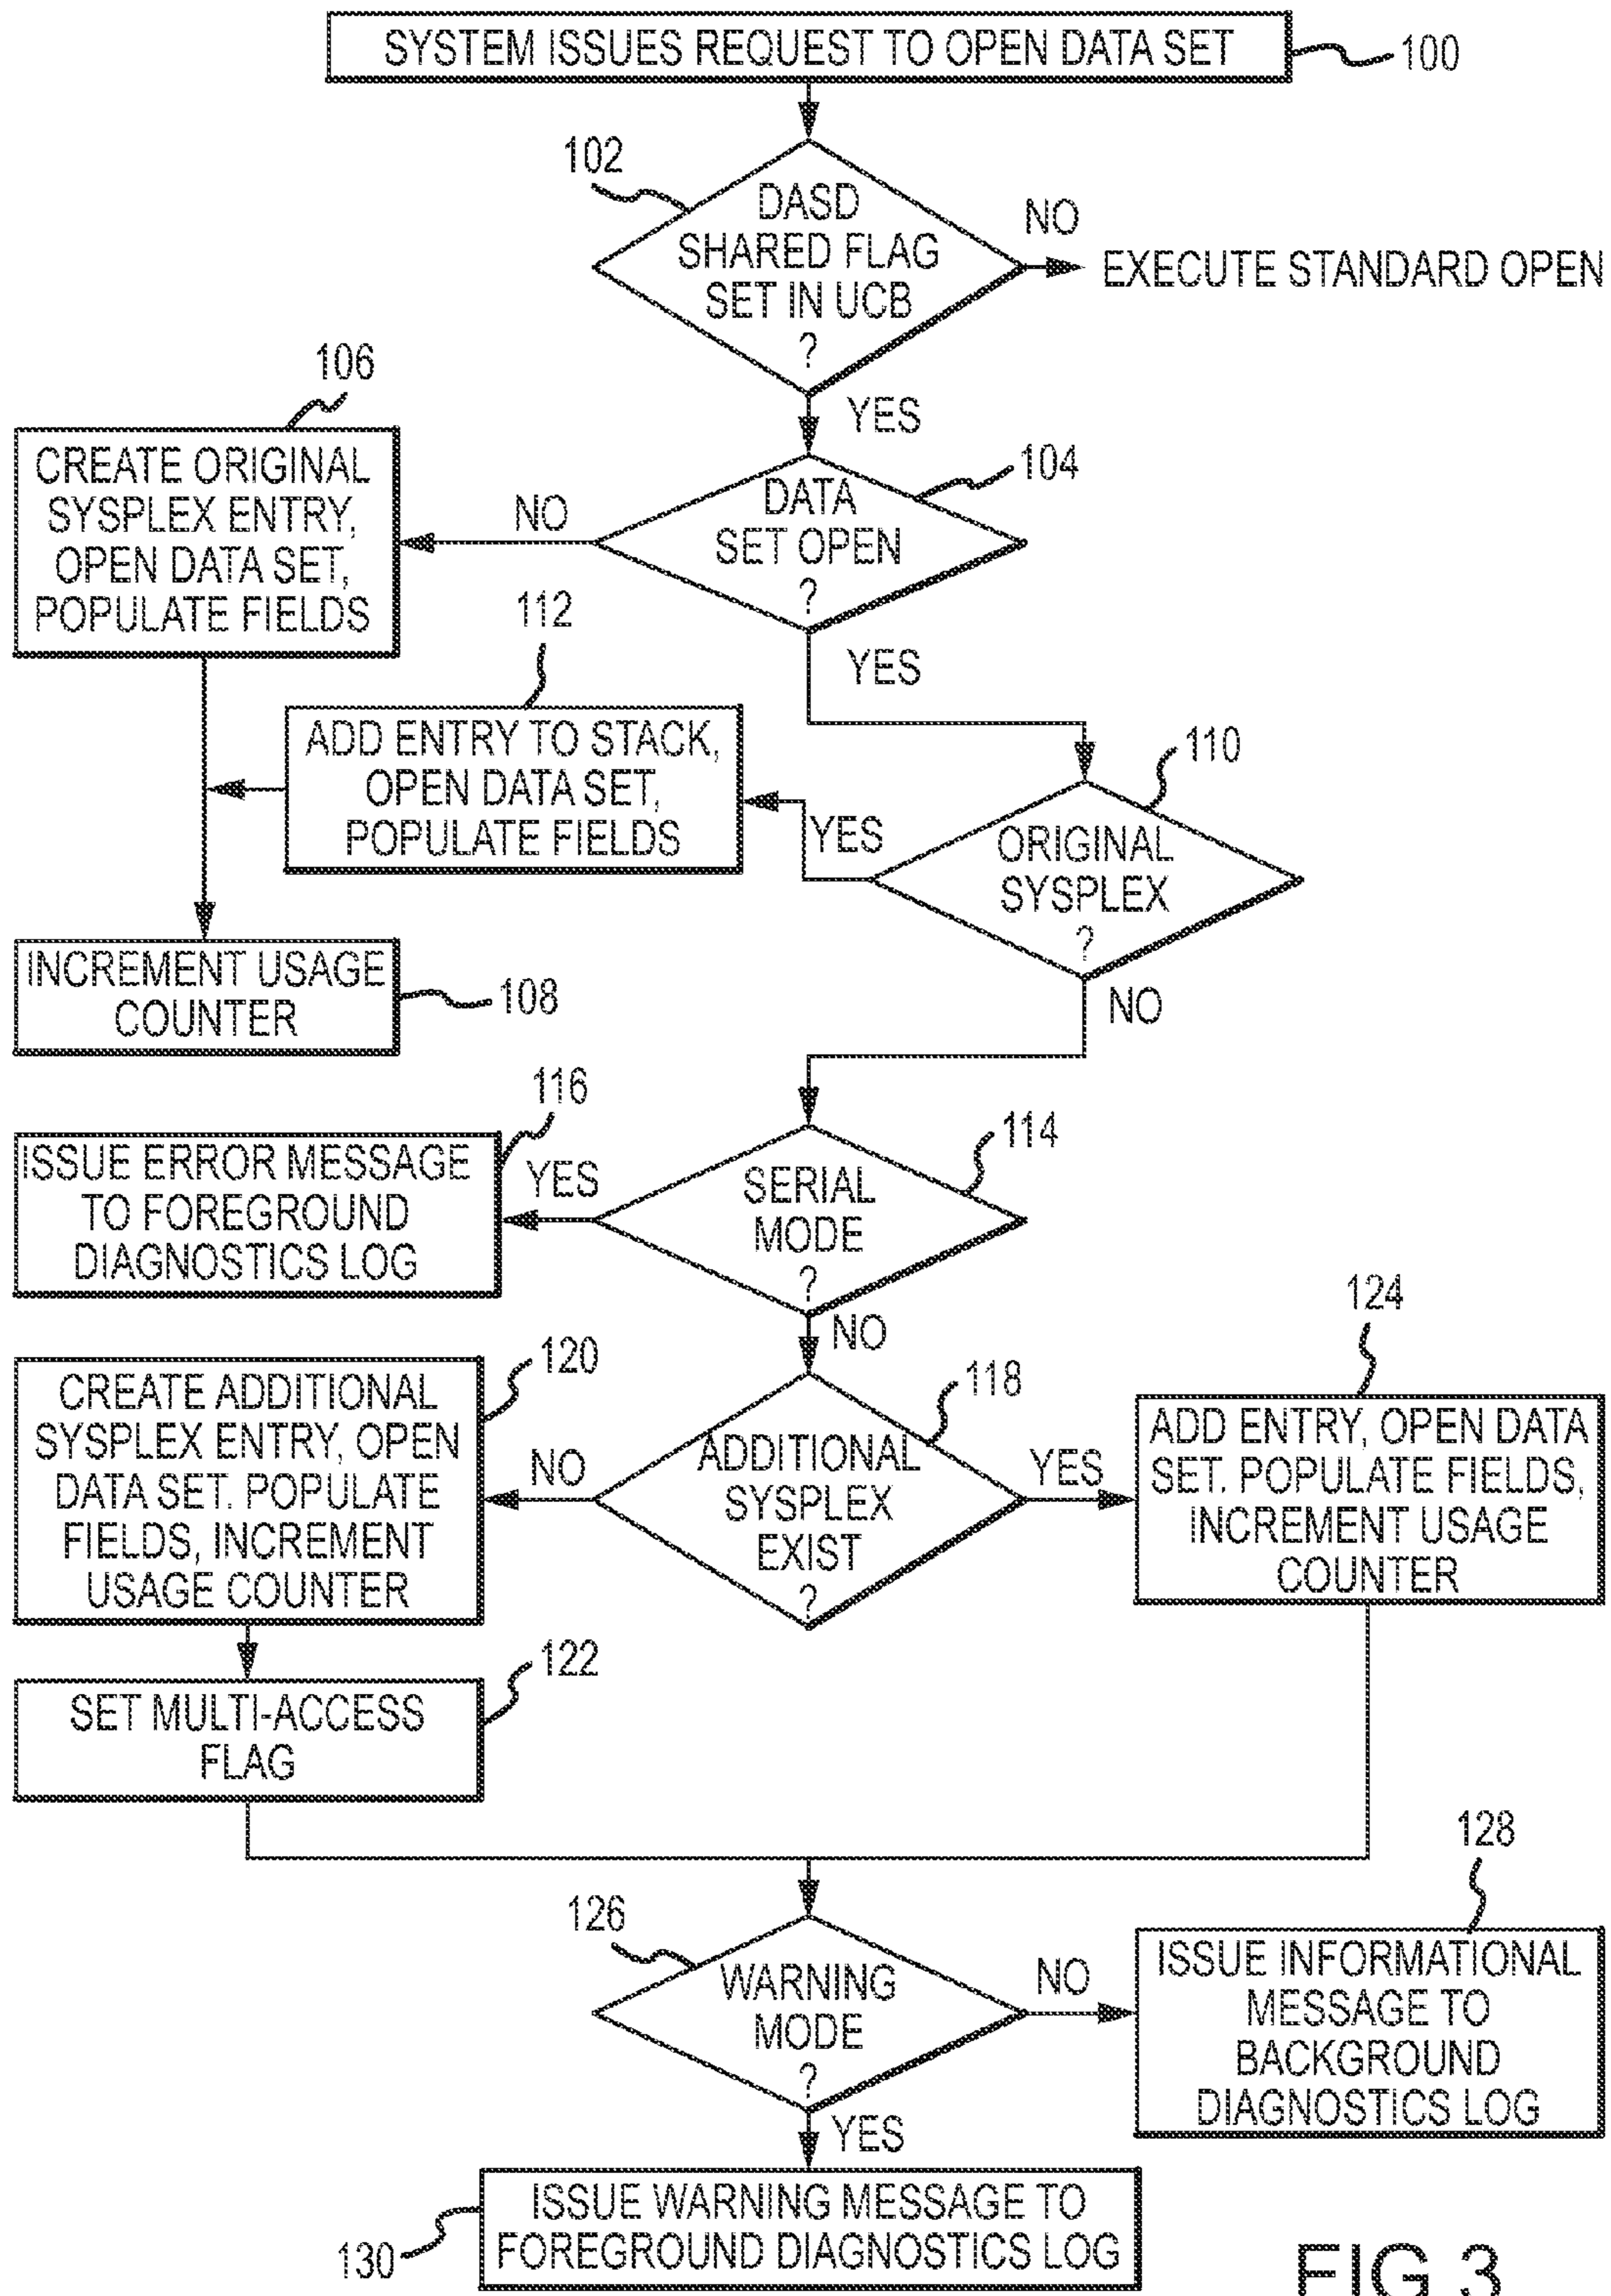 SYSTEM ISSUES REQUEST TO OPEN DATA SET
100
102
DASD
SHARED FLAG
SET IN UCB
?
NO
EXECUTE STANDARD OPEN
YES
106
CREATE ORIGINAL
SYSPLEX ENTRY,
OPEN DATA SET,
POPULATE FIELDS
NO
104
DATA
SET OPEN
?
YES
112
ADD ENTRY TO STACK,
OPEN DATA SET,
POPULATE FIELDS
YES
110
ORIGINAL
SYSPLEX
?
NO
INCREMENT USAGE
COUNTER
108
116
ISSUE ERROR MESSAGE
TO FOREGROUND
DIAGNOSTICS LOG
YES
114
SERIAL
MODE
?
NO
120
CREATE ADDITIONAL
SYSPLEX ENTRY, OPEN
DATA SET. POPULATE
FIELDS, INCREMENT
USAGE COUNTER
NO
118
ADDITIONAL
SYSPLEX
EXIST
?
YES
124
ADD ENTRY, OPEN DATA
SET. POPULATE FIELDS,
INCREMENT USAGE
COUNTER
122
SET MULTI-ACCESS
FLAG
126
WARNING
MODE
?
NO
128
ISSUE INFORMATIONAL
MESSAGE TO
BACKGROUND
DIAGNOSTICS LOG
YES
130
ISSUE WARNING MESSAGE TO
FOREGROUND DIAGNOSTICS LOG
FIG.3